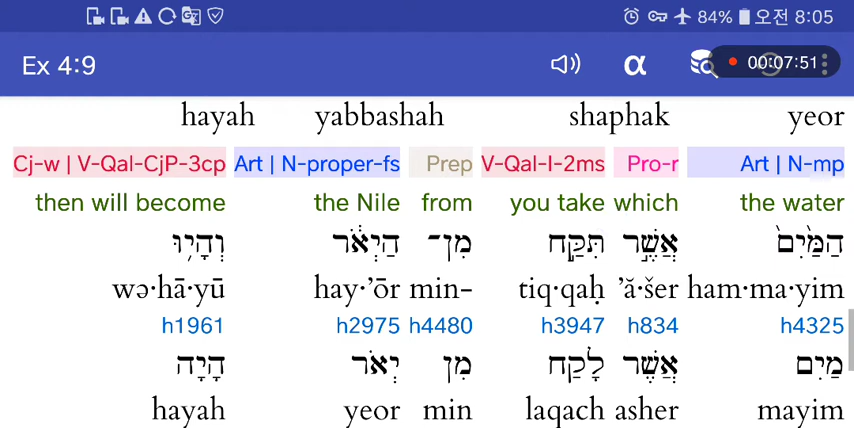 84% 오전 8:05
Ex 4:9 α 00:07:51
hayah yabbashah shaphak yeor
Cj-w | V-Qal-CjP-3cp Art | N-proper-fs Prep V-Qal-I-2ms Pro-r Art | N-mp
then will become the Nile from you take which the water
הַמַּ֙יִם֙ אֲשֶׁ֣ר תִּקַּ֣ח מִן־ הַיְאֹ֔ר וְהָי֥וּ
wə·hā·yū hay·’ōr min- tiq·qaḥ ’ă·šer ham·ma·yim
h1961 h2975 h4480 h3947 h834 h4325
מַיִם אֲשֶׁר לָקַח מִן יְאֹר הָיָה
hayah yeor min laqach asher mayim